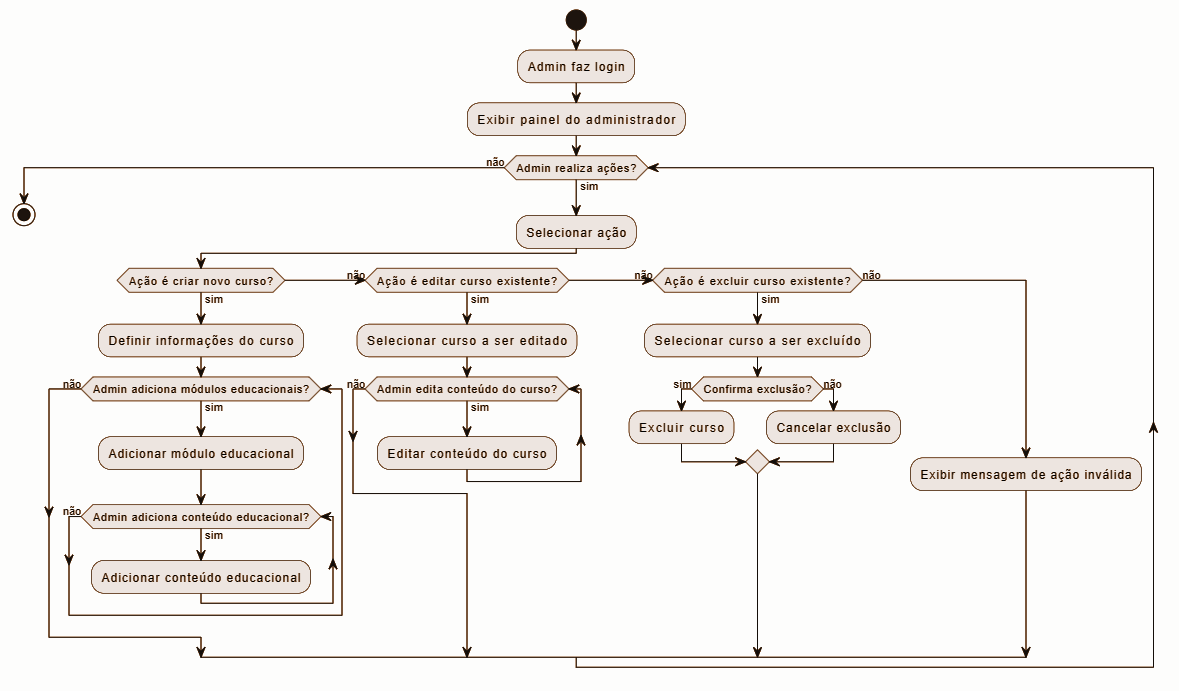 Admin faz login
Exibir painel do administrador
não
Admin realiza ações?
sim
Selecionar ação
Ação é criar novo curso?
não
Ação é editar curso existente?
não
Ação é excluir curso existente?
não
sim
sim
sim
Definir informações do curso
Selecionar curso a ser editado
Selecionar curso a ser excluído
não
Admin adiciona módulos educacionais?
não
Admin edita conteúdo do curso?
sim
Confirma exclusão?
não
sim
sim
Excluir curso
Cancelar exclusão
Adicionar módulo educacional
Editar conteúdo do curso
Exibir mensagem de ação inválida
não
Admin adiciona conteúdo educacional?
sim
Adicionar conteúdo educacional